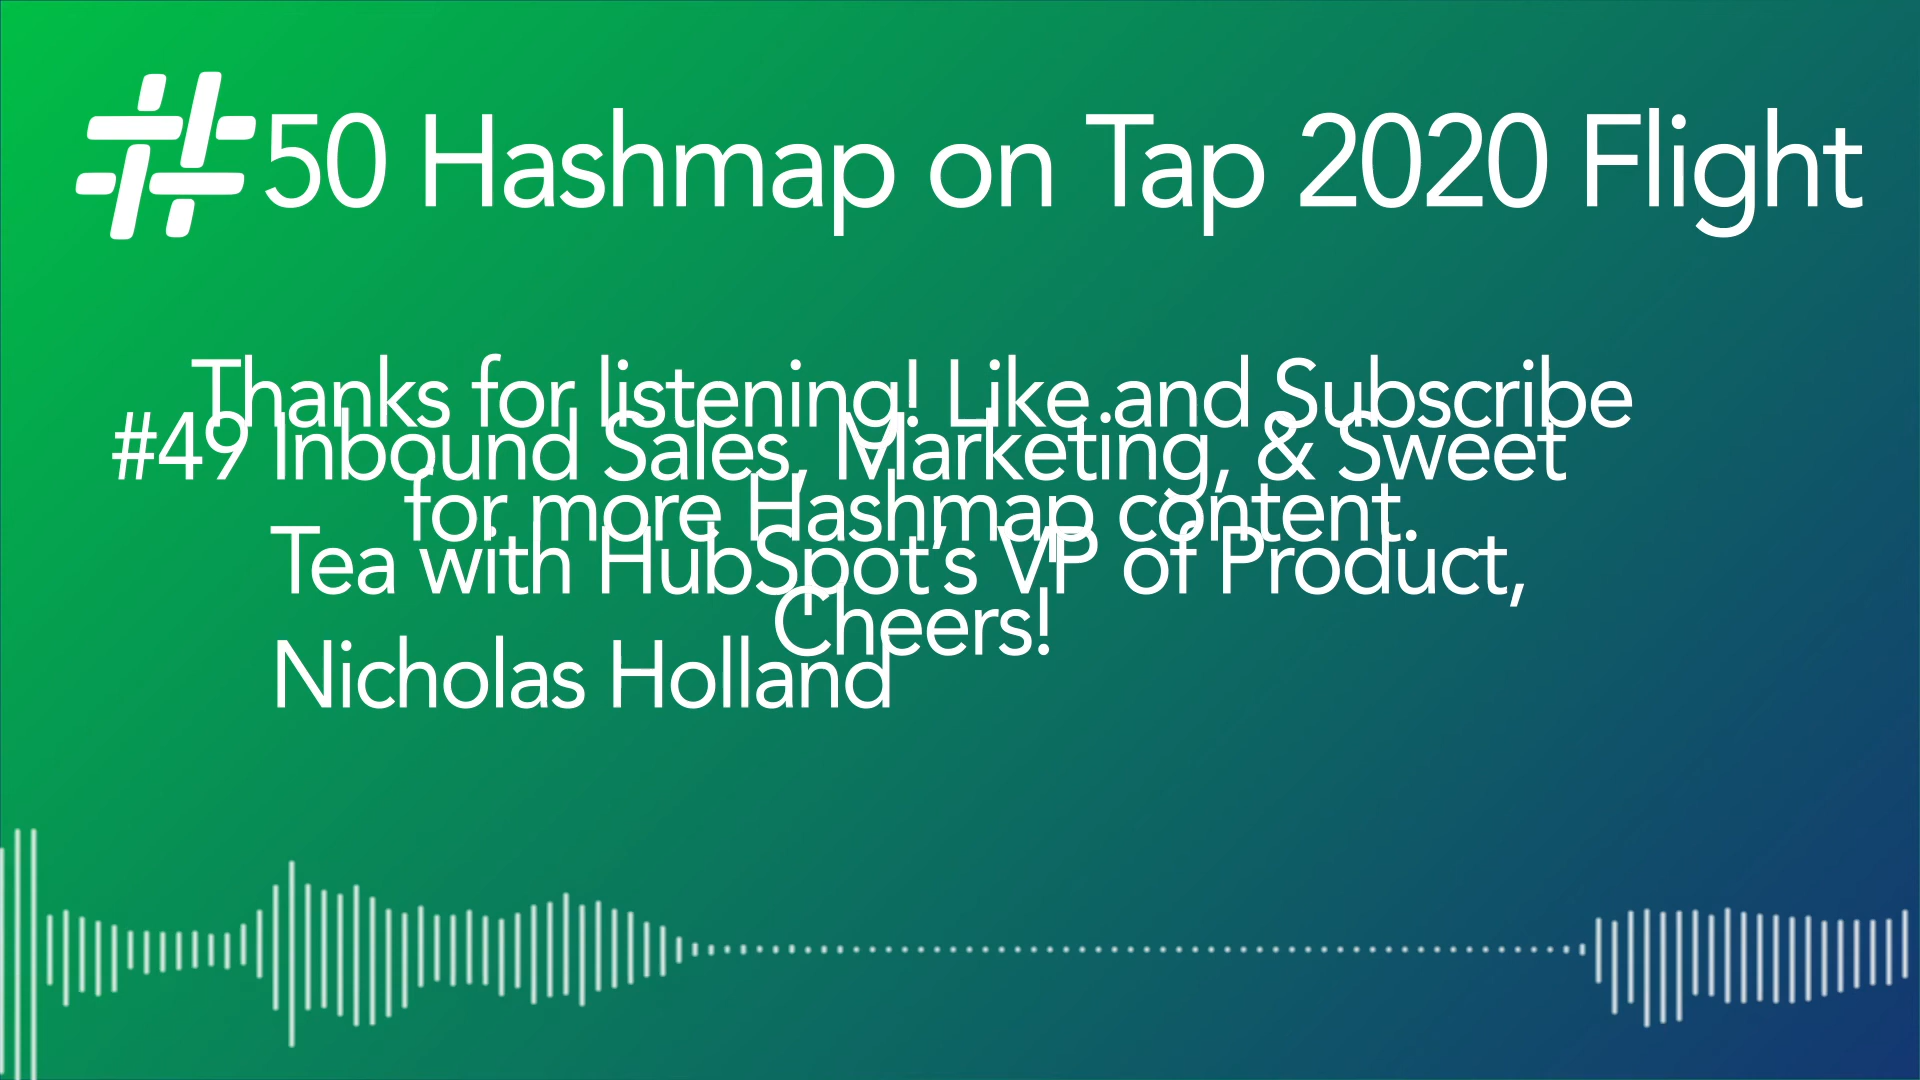 #50 Hashmap on Tap 2020 Flight
Thanks for listening! Like and Subscribe
for more Hashmap content.
Cheers!
#49 Inbound Sales, Marketing, & Sweet
Tea with HubSpot’s VP of Product,
Nicholas Holland